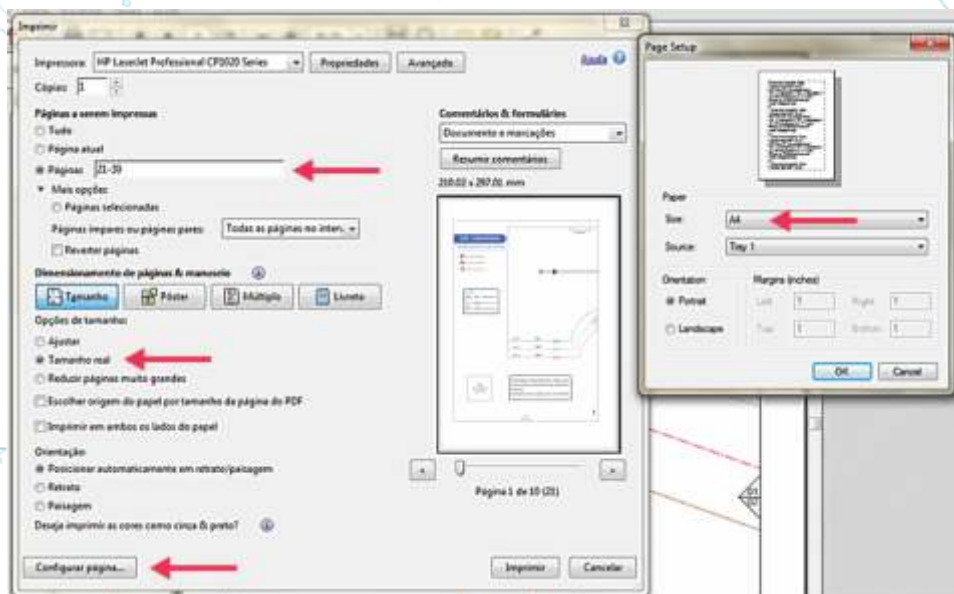 Imprimir
Impressora: HP LaserJet Professional CP1020 Series Propriedades Avançado Ajuda
Cópias: 1
Páginas a serem impressas
Tudo
Página atual
Páginas 21-30
Mais opções
Páginas selecionadas
Páginas ímpares ou páginas pares: Todas as páginas no interv.
Reverter páginas
Dimensionamento de páginas & manuseio
Tamanho Pôster Múltiplo Livreto
Opções de tamanho:
Ajustar
Tamanho real
Reduzir páginas muito grandes
Escolher origem do papel por tamanho da página do PDF
Imprimir em ambos os lados do papel
Orientação:
Posicionar automaticamente em retrato/paisagem
Retrato
Paisagem
Deseja imprimir as cores como cinza & preto?
Configurar página...
Comentários & formulários
Documento e marcações
Resumir comentários
210.02 x 297.01 mm
Página 1 de 10 (21)
Imprimir Cancelar
Page Setup
Paper
Size: A4
Source: Tray 1
Orientation
Portrait
Landscape
Margins (inches)
Left 1 Right 1
Top 1 Bottom 1
OK Cancel